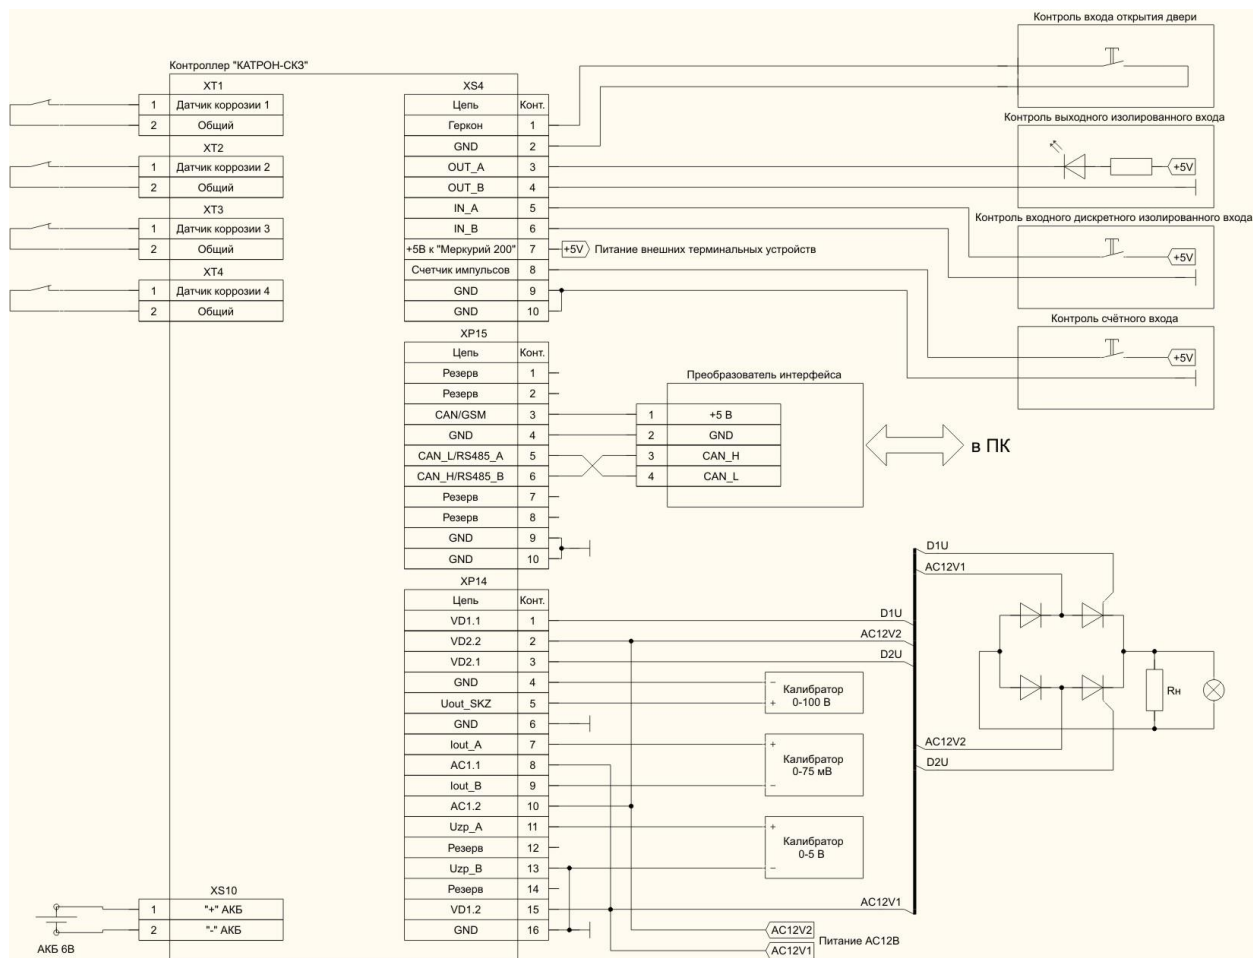 Контроль входа открытия двери
Контроллер "КАТРОН-СКЗ"
XT1
1 Датчик коррозии 1
2 Общий
XT2
1 Датчик коррозии 2
2 Общий
XT3
1 Датчик коррозии 3
2 Общий
XT4
1 Датчик коррозии 4
2 Общий
XS4
Цепь Конт.
Геркон 1
GND 2
OUT_A 3
OUT_B 4
IN_A 5
IN_B 6
+5В к "Меркурий 200" 7
+5V Питание внешних терминальных устройств
Счетчик импульсов 8
GND 9
GND 10
Контроль выходного изолированного входа
+5V
Контроль входного дискретного изолированного входа
+5V
Контроль счётного входа
+5V
XP15
Цепь Конт.
Резерв 1
Резерв 2
CAN/GSM 3
GND 4
CAN_L/RS485_A 5
CAN_H/RS485_B 6
Резерв 7
Резерв 8
GND 9
GND 10
Преобразователь интерфейса
1 +5 В
2 GND
3 CAN_H
4 CAN_L
в ПК
XP14
Цепь Конт.
VD1.1 1
VD2.2 2
VD2.1 3
GND 4
Uout_SKZ 5
GND 6
Iout_A 7
AC1.1 8
Iout_B 9
AC1.2 10
Uzp_A 11
Резерв 12
Uzp_B 13
Резерв 14
VD1.2 15
GND 16
D1U
AC12V2
D2U
−
+
Калибратор
0-100 В
+
−
Калибратор
0-75 мВ
+
−
Калибратор
0-5 В
AC12V1
AC12V2
AC12V1
Питание AC12В
D1U
AC12V1
AC12V2
D2U
Rн
XS10
1 "+" АКБ
2 "-" АКБ
АКБ 6В